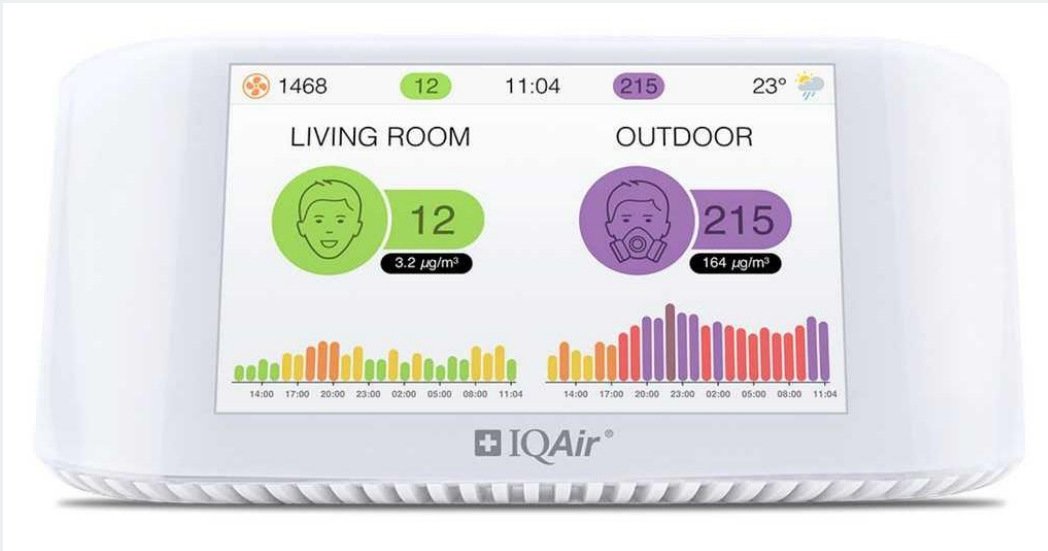 1468 12 11:04 215 23°
LIVING ROOM OUTDOOR
12 215
3.2 µg/m³ 164 µg/m³
14:00 17:00 20:00 23:00 02:00 05:00 08:00 11:04 14:00 17:00 20:00 23:00 02:00 05:00 08:00 11:04
IQAir®